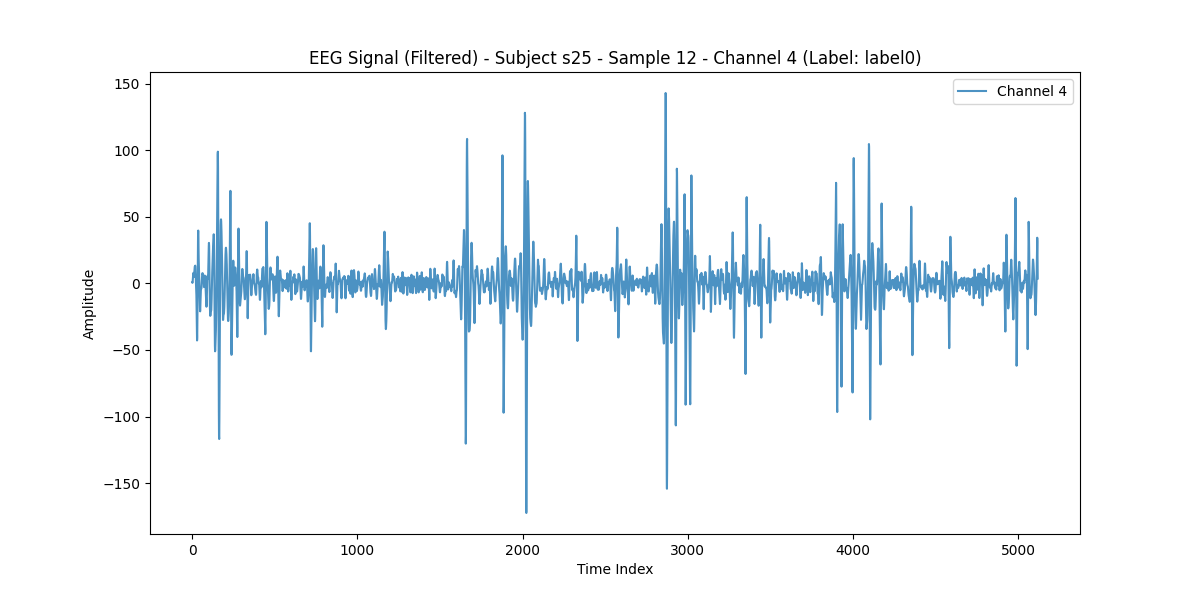 EEG Signal (Filtered) - Subject s25 - Sample 12 - Channel 4 (Label: label0)
Channel 4
150
100
50
0
−50
−100
−150
Amplitude
0 1000 2000 3000 4000 5000
Time Index